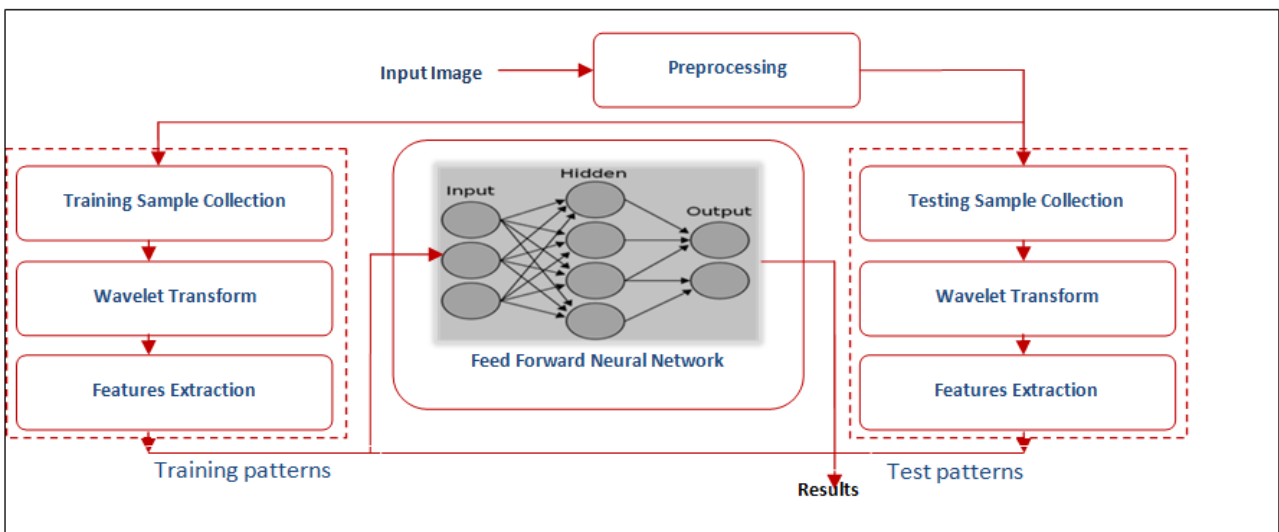 Input Image
Preprocessing
Training Sample Collection
Wavelet Transform
Features Extraction
Training patterns
Input
Hidden
Output
Feed Forward Neural Network
Testing Sample Collection
Wavelet Transform
Features Extraction
Test patterns
Results